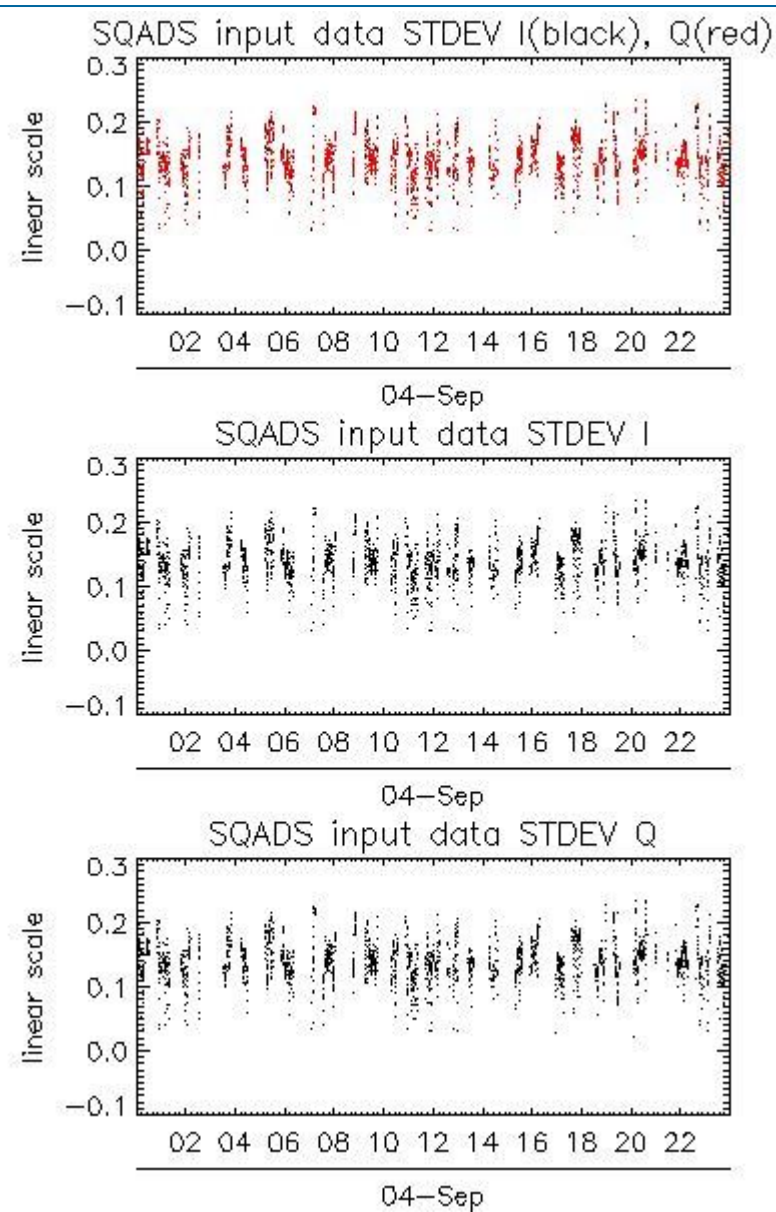 SQADS input data STDEV I(black), Q(red)
0.3
0.2
0.1
0.0
−0.1
linear scale
02 04 06 08 10 12 14 16 18 20 22
04−Sep
SQADS input data STDEV I
0.3
0.2
0.1
0.0
−0.1
linear scale
02 04 06 08 10 12 14 16 18 20 22
04−Sep
SQADS input data STDEV Q
0.3
0.2
0.1
0.0
−0.1
linear scale
02 04 06 08 10 12 14 16 18 20 22
04−Sep